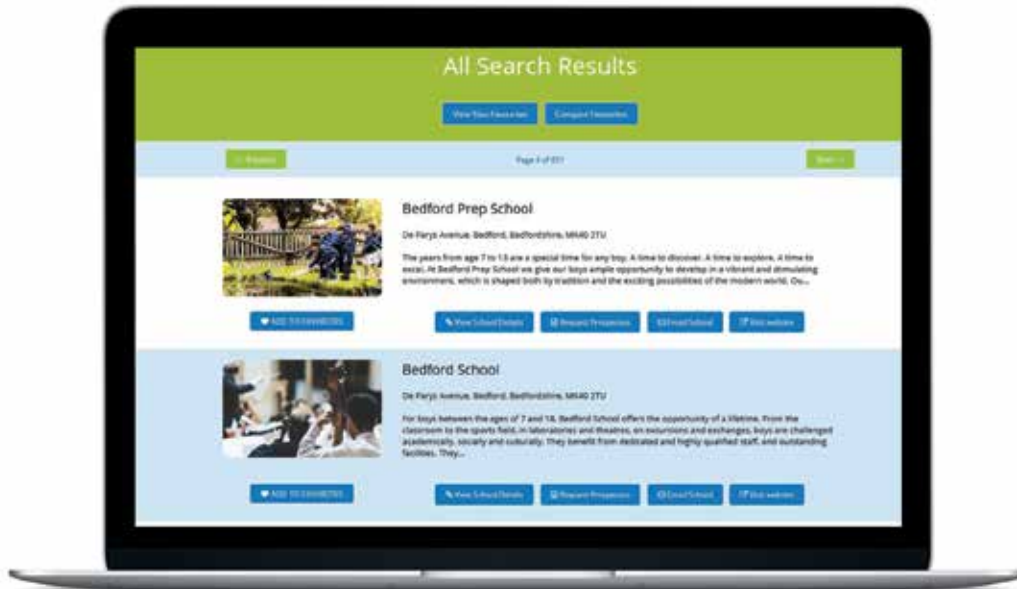 All Search Results
View Your Favourites Compare Favourites
Page of
Bedford Prep School
De Parys Avenue, Bedford, Bedfordshire, MK40 2TU
The years from age 7 to 13 are a special time for any boy. A time to discover. A time to explore. A time to
excel. At Bedford Prep School we give our boys ample opportunity to develop in a vibrant and stimulating
environment, which is shaped both by tradition and the exciting possibilities of the modern world. Ou...
ADD TO FAVOURITES View School Details Request Prospectus Email School Visit website
Bedford School
De Parys Avenue, Bedford, Bedfordshire, MK40 2TU
For boys between the ages of 7 and 18, Bedford School offers the opportunity of a lifetime. From the
classroom to the sports field, in laboratories and theatres, on excursions and exchanges, boys are challenged
academically, socially and culturally. They benefit from dedicated and highly qualified staff, and outstanding
facilities. They...
ADD TO FAVOURITES View School Details Request Prospectus Email School Visit website